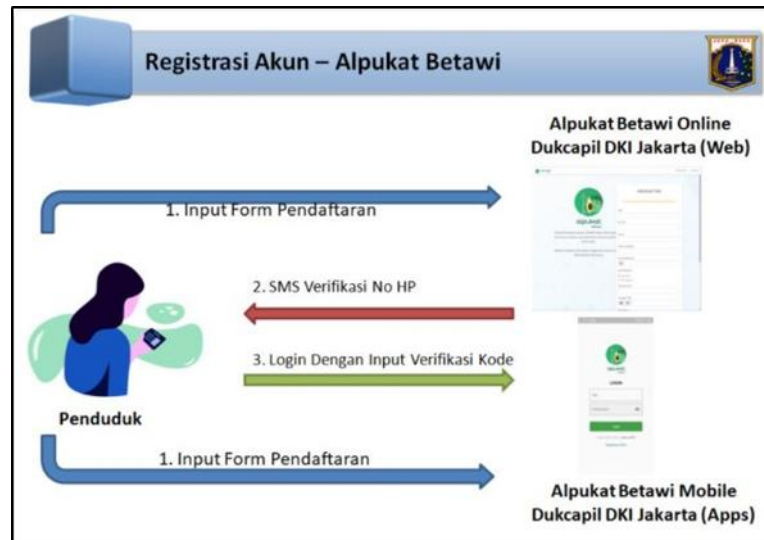 Registrasi Akun – Alpukat Betawi
Alpukat Betawi Online
Dukcapil DKI Jakarta (Web)
1. Input Form Pendaftaran
2. SMS Verifikasi No HP
3. Login Dengan Input Verifikasi Kode
LOGIN
Penduduk
1. Input Form Pendaftaran
Alpukat Betawi Mobile
Dukcapil DKI Jakarta (Apps)